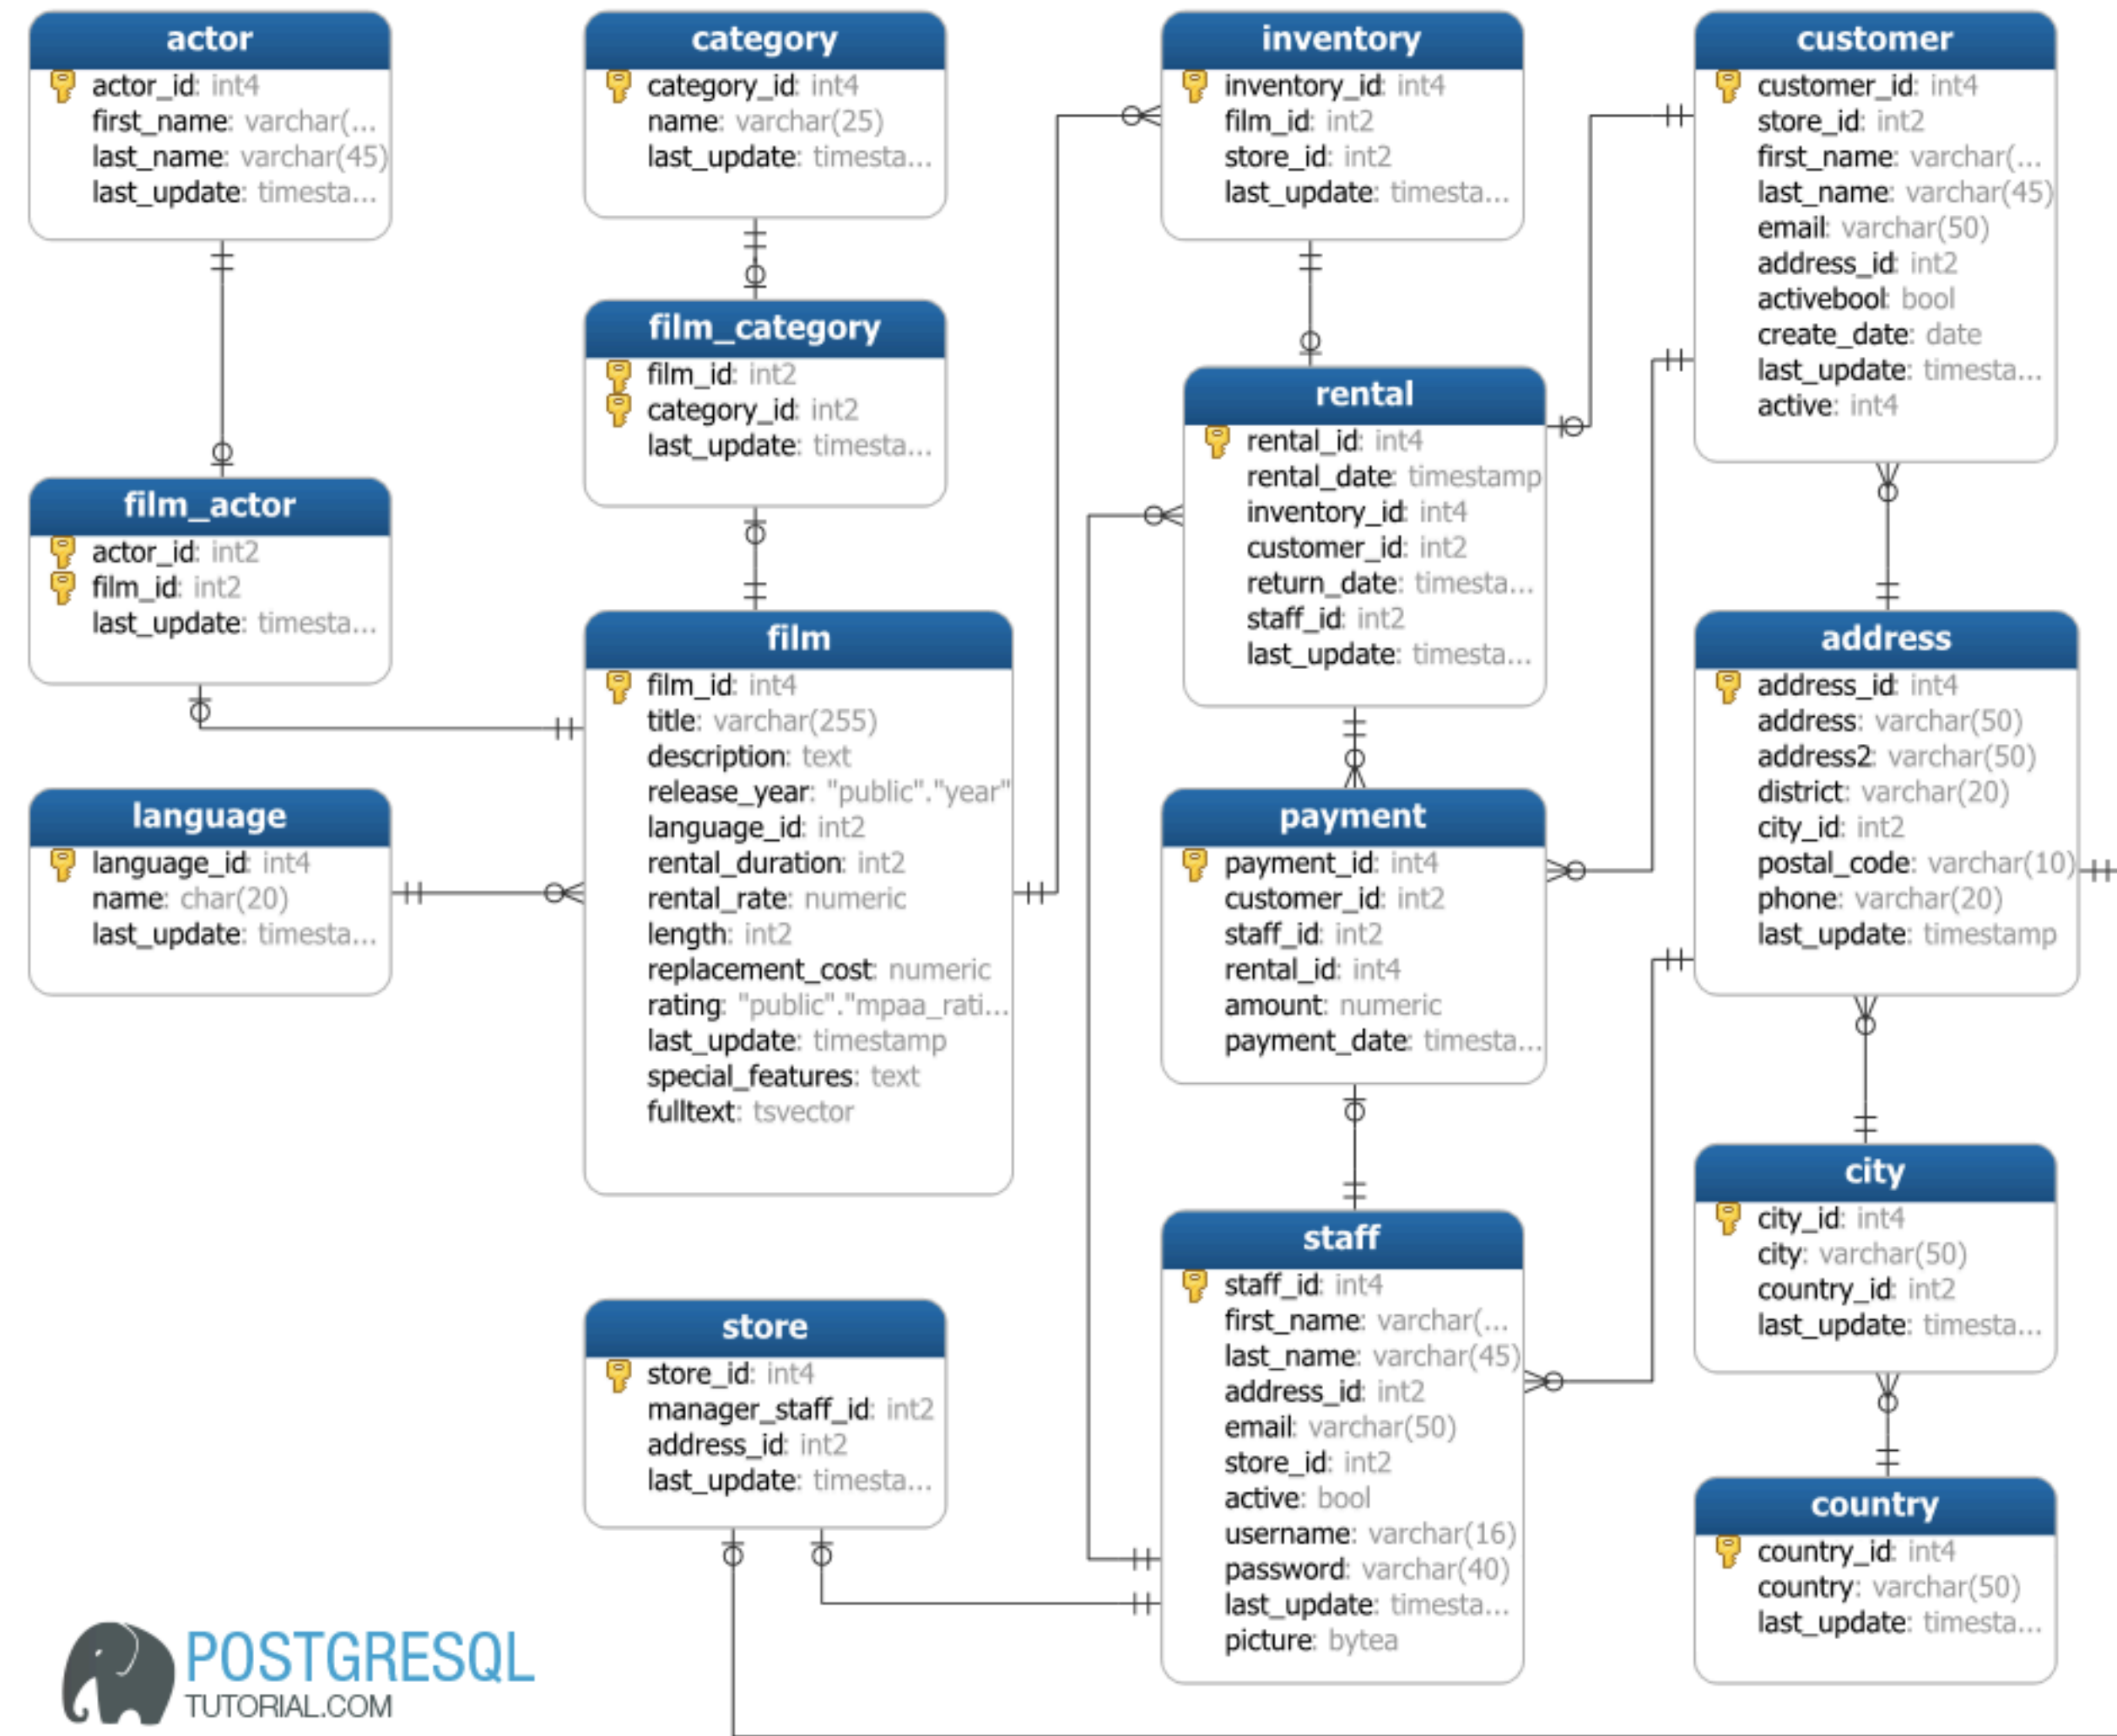 actor
actor_id: int4
first_name: varchar(...
last_name: varchar(45)
last_update: timesta...
category
category_id: int4
name: varchar(25)
last_update: timesta...
inventory
inventory_id: int4
film_id: int2
store_id: int2
last_update: timesta...
customer
customer_id: int4
store_id: int2
first_name: varchar(...
last_name: varchar(45)
email: varchar(50)
address_id: int2
activebool: bool
create_date: date
last_update: timesta...
active: int4
film_category
film_id: int2
category_id: int2
last_update: timesta...
rental
rental_id: int4
rental_date: timestamp
inventory_id: int4
customer_id: int2
return_date: timesta...
staff_id: int2
last_update: timesta...
film_actor
actor_id: int2
film_id: int2
last_update: timesta...
film
film_id: int4
title: varchar(255)
description: text
release_year: "public"."year"
language_id: int2
rental_duration: int2
rental_rate: numeric
length: int2
replacement_cost: numeric
rating: "public"."mpaa_rati...
last_update: timestamp
special_features: text
fulltext: tsvector
address
address_id: int4
address: varchar(50)
address2: varchar(50)
district: varchar(20)
city_id: int2
postal_code: varchar(10)
phone: varchar(20)
last_update: timestamp
language
language_id: int4
name: char(20)
last_update: timesta...
payment
payment_id: int4
customer_id: int2
staff_id: int2
rental_id: int4
amount: numeric
payment_date: timesta...
city
city_id: int4
city: varchar(50)
country_id: int2
last_update: timesta...
staff
staff_id: int4
first_name: varchar(...
last_name: varchar(45)
address_id: int2
email: varchar(50)
store_id: int2
active: bool
username: varchar(16)
password: varchar(40)
last_update: timesta...
picture: bytea
store
store_id: int4
manager_staff_id: int2
address_id: int2
last_update: timesta...
country
country_id: int4
country: varchar(50)
last_update: timesta...
POSTGRESQL
TUTORIAL.COM